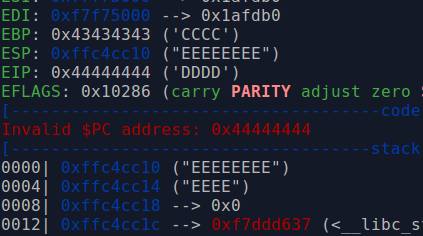 EDI: 0xf7f75000 --> 0x1afdb0
EBP: 0x43434343 ('CCCC')
ESP: 0xffc4cc10 ("EEEEEEEE")
EIP: 0x44444444 ('DDDD')
EFLAGS: 0x10286 (carry PARITY adjust zero
[-------------------------------------code
Invalid $PC address: 0x44444444
[------------------------------------stack
0000| 0xffc4cc10 ("EEEEEEEE")
0004| 0xffc4cc14 ("EEEE")
0008| 0xffc4cc18 --> 0x0
0012| 0xffc4cc1c --> 0xf7ddd637 (<__libc_st